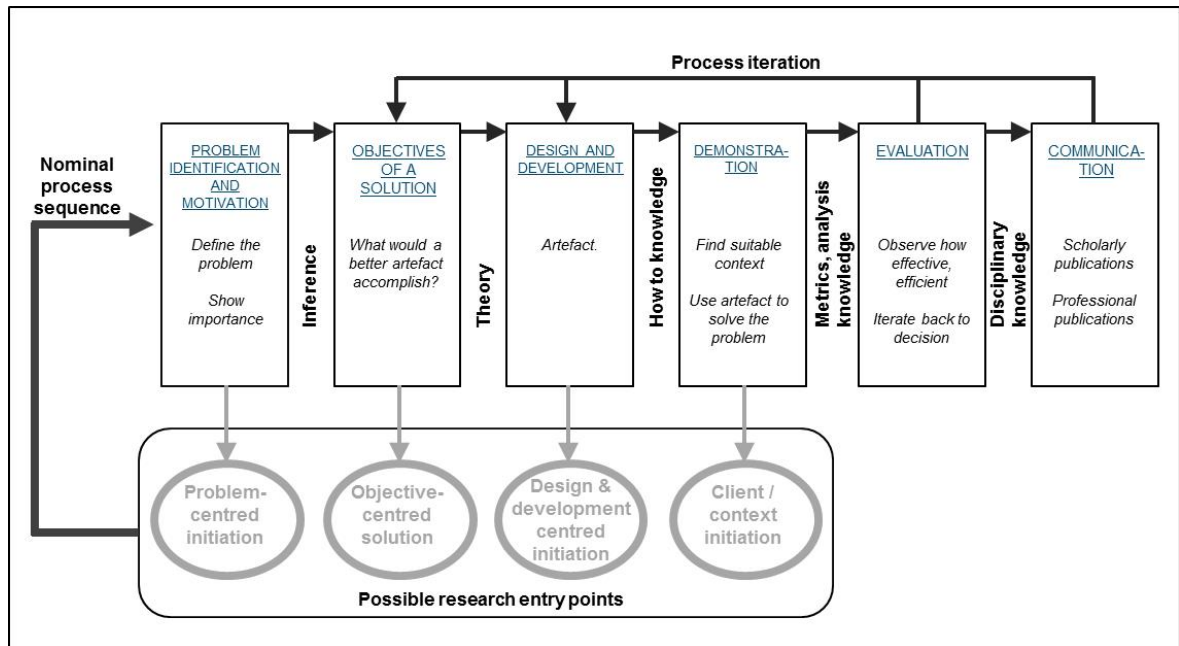 Process iteration
Nominal
process
sequence
PROBLEM
IDENTIFICATION
AND
MOTIVATION
Define the
problem
Show
importance
Inference
OBJECTIVES
OF A
SOLUTION
What would a
better artefact
accomplish?
Theory
DESIGN AND
DEVELOPMENT
Artefact.
How to knowledge
DEMONSTRA-
TION
Find suitable
context
Use artefact to
solve the
problem
Metrics, analysis
knowledge
EVALUATION
Observe how
effective,
efficient
Iterate back to
decision
Disciplinary
knowledge
COMMUNICA-
TION
Scholarly
publications
Professional
publications
Problem-
centred
initiation
Objective-
centred
solution
Design &
development
centred
initiation
Client /
context
initiation
Possible research entry points